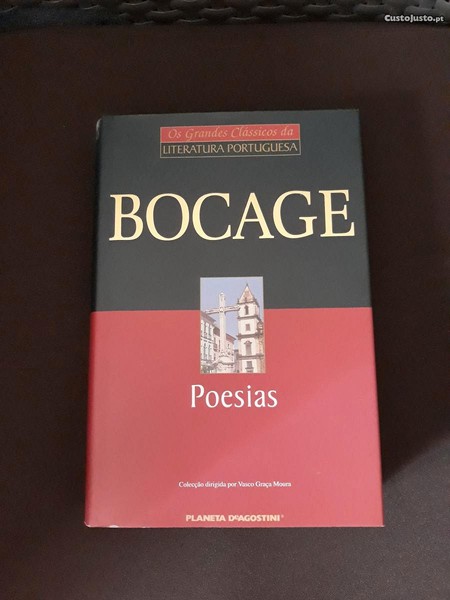 CustoJusto.pt
Os Grandes Clássicos da
LITERATURA PORTUGUESA
BOCAGE
Poesias
Colecção dirigida por Vasco Graça Moura
PLANETA DEAGOSTINI®